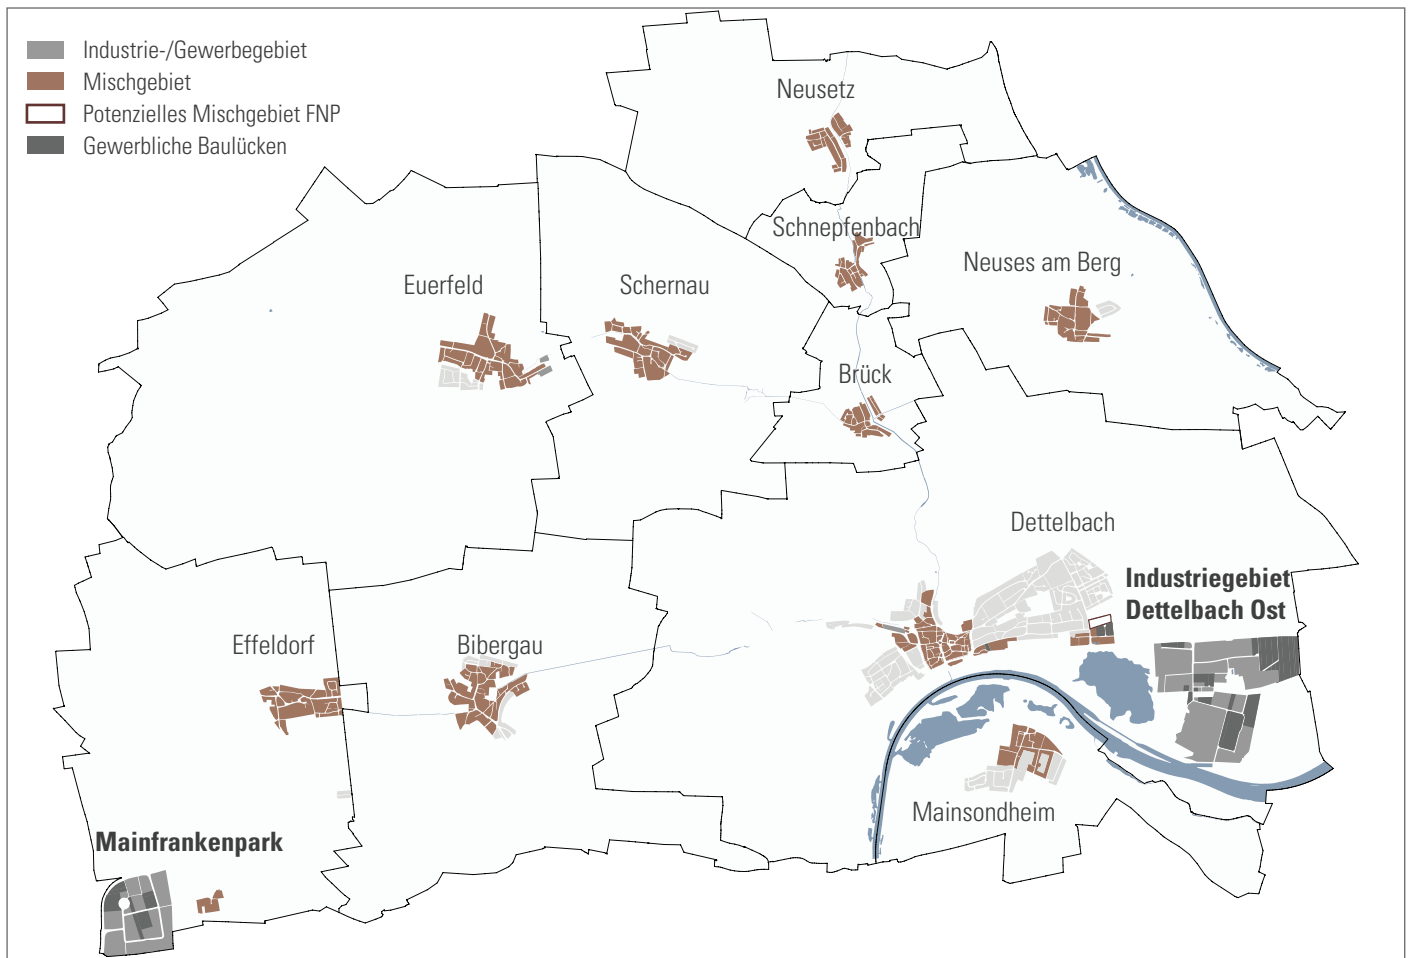 Industrie-/Gewerbegebiet
Mischgebiet
Potenzielles Mischgebiet FNP
Gewerbliche Baulücken
Neusetz
Schnepfenbach
Neuses am Berg
Euerfeld
Schernau
Brück
Dettelbach
Industriegebiet
Dettelbach Ost
Effeldorf
Bibergau
Mainsondheim
Mainfrankenpark